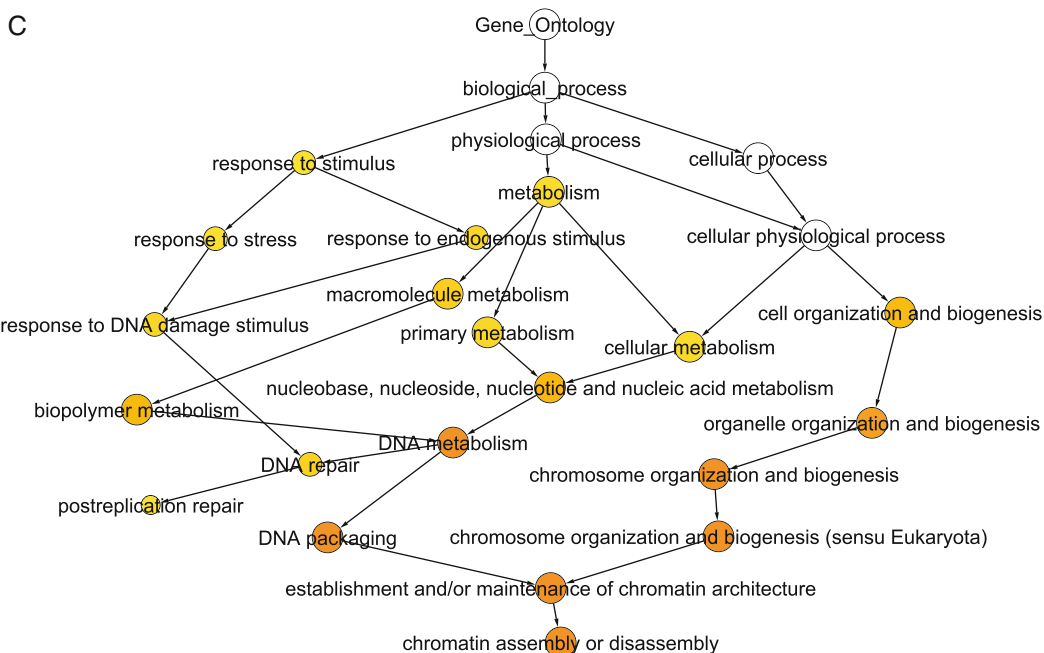 C
Gene_Ontology
biological_process
physiological process
cellular process
response to stimulus
metabolism
response to stress
response to endogenous stimulus
cellular physiological process
macromolecule metabolism
cell organization and biogenesis
response to DNA damage stimulus
primary metabolism
cellular metabolism
nucleobase, nucleoside, nucleotide and nucleic acid metabolism
biopolymer metabolism
organelle organization and biogenesis
DNA metabolism
DNA repair
chromosome organization and biogenesis
postreplication repair
DNA packaging
chromosome organization and biogenesis (sensu Eukaryota)
establishment and/or maintenance of chromatin architecture
chromatin assembly or disassembly